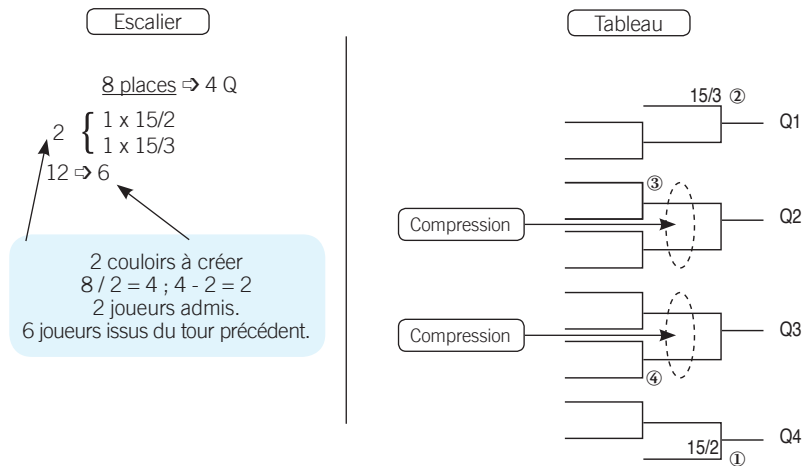 Escalier
8 places ➩ 4 Q
2 { 1 x 15/2
1 x 15/3
12 ➩ 6
2 couloirs à créer
8 / 2 = 4 ; 4 - 2 = 2
2 joueurs admis.
6 joueurs issus du tour précédent.
Tableau
15/3 ②
Q1
③
Compression
Q2
Compression
Q3
④
15/2 ①
Q4